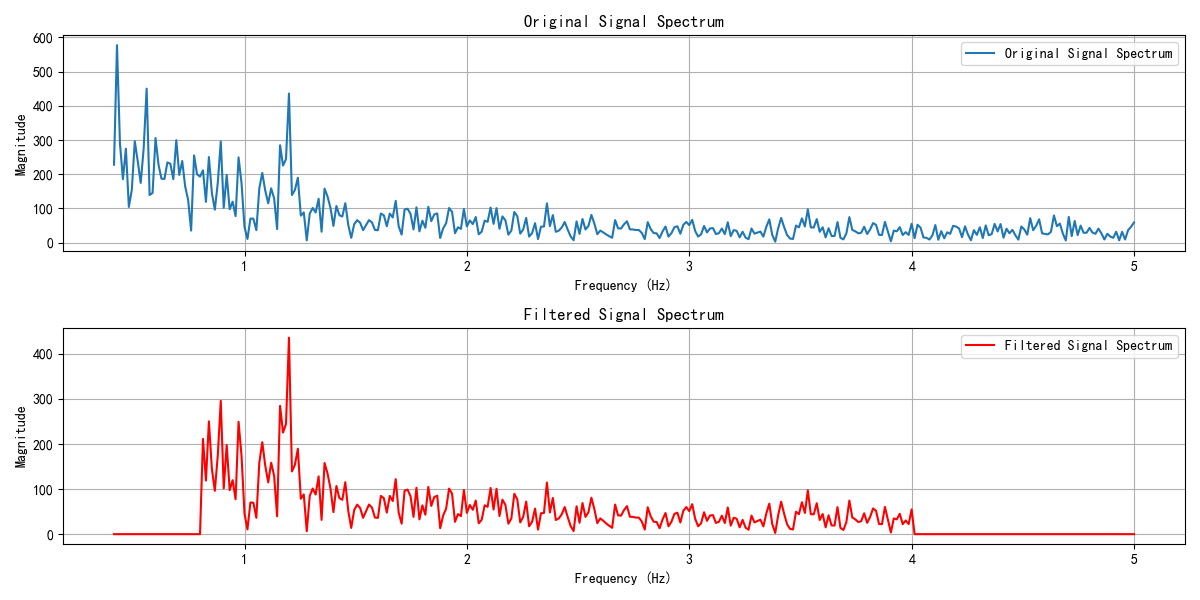 Original Signal Spectrum
600
500
400
300
200
100
0
Magnitude
Original Signal Spectrum
1
2
3
4
5
Frequency (Hz)
Filtered Signal Spectrum
400
300
200
100
0
Magnitude
Filtered Signal Spectrum
1
2
3
4
5
Frequency (Hz)